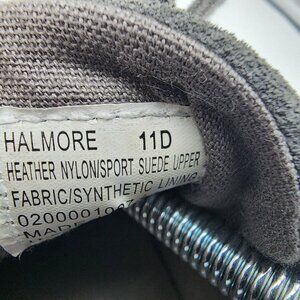 HALMORE 11D
HEATHER NYLON/SPORT SUEDE UPPER
FABRIC/SYNTHETIC LINING